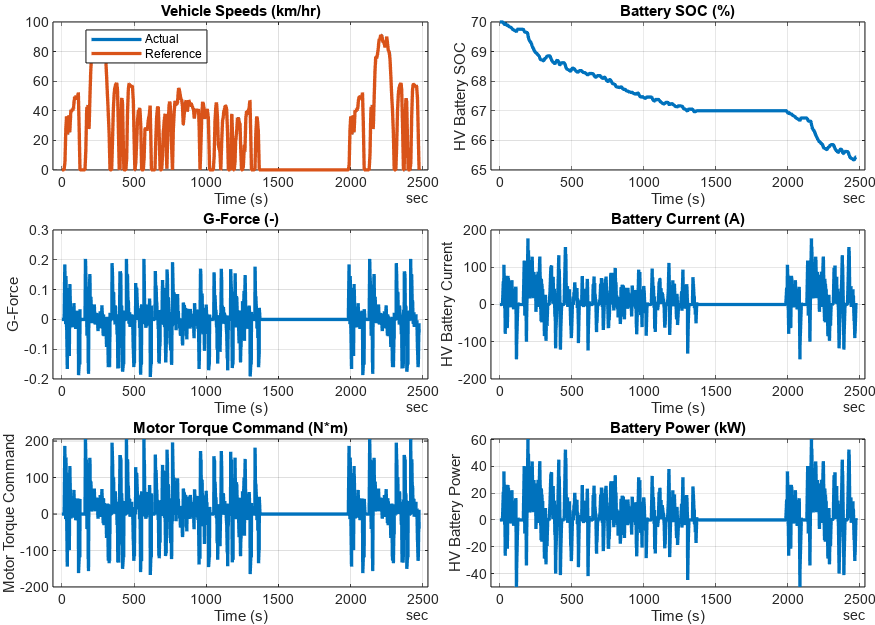 Vehicle Speeds (km/hr)
100
80
60
40
20
0
Actual
Reference
0 500 1000 1500 2000 2500
Time (s)
sec
Battery SOC (%)
HV Battery SOC
70
69
68
67
66
65
0 500 1000 1500 2000 2500
Time (s)
sec
G-Force (-)
G-Force
0.3
0.2
0.1
0
-0.1
-0.2
0 500 1000 1500 2000 2500
Time (s)
sec
Battery Current (A)
HV Battery Current
200
100
0
-100
-200
0 500 1000 1500 2000 2500
Time (s)
sec
Motor Torque Command (N*m)
Motor Torque Command
200
100
0
-100
-200
0 500 1000 1500 2000 2500
Time (s)
sec
Battery Power (kW)
HV Battery Power
60
40
20
0
-20
-40
0 500 1000 1500 2000 2500
Time (s)
sec